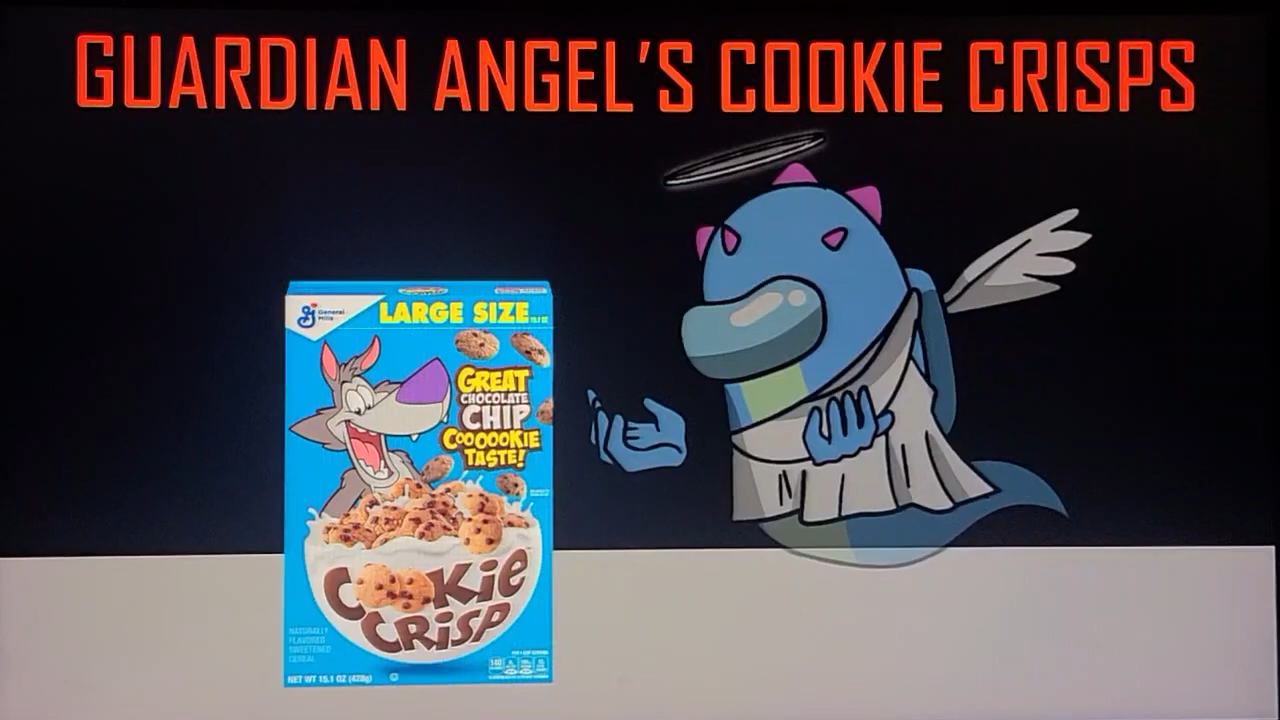 GUARDIAN ANGEL'S COOKIE CRISPS
General
Mills
LARGE SIZE
GREAT
CHOCOLATE
CHIP
COOOOOKIE
TASTE!
COOKie
CRiSP
NATURALLY
FLAVORED
SWEETENED
CEREAL
NET WT 15.1 OZ (428g)
140